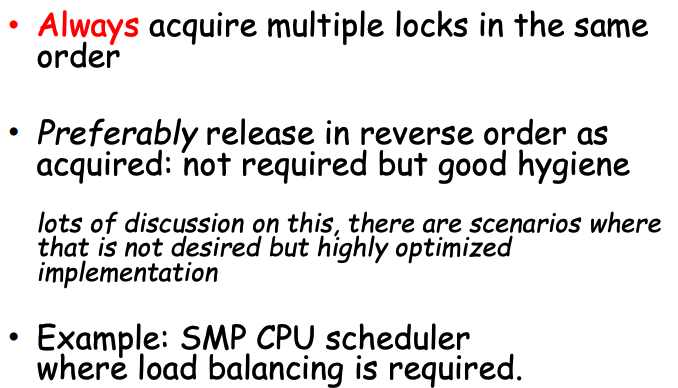 • Always acquire multiple locks in the same
order
• Preferably release in reverse order as
acquired: not required but good hygiene
lots of discussion on this, there are scenarios where
that is not desired but highly optimized
implementation
• Example: SMP CPU scheduler
where load balancing is required.